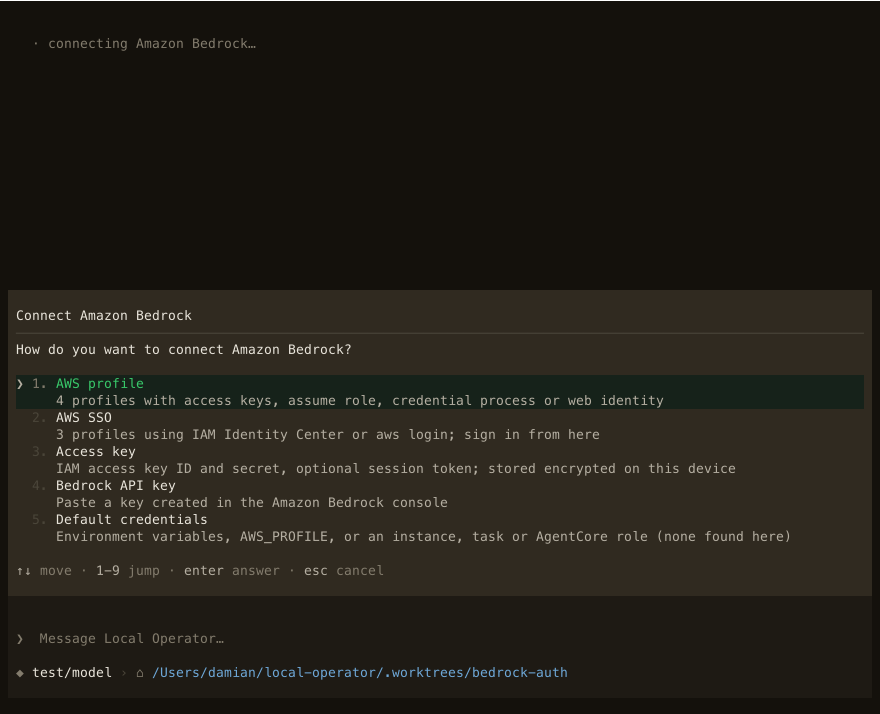 · connecting Amazon Bedrock…
Connect Amazon Bedrock
How do you want to connect Amazon Bedrock?
❯ 1. AWS profile
4 profiles with access keys, assume role, credential process or web identity
2. AWS SSO
3 profiles using IAM Identity Center or aws login; sign in from here
3. Access key
IAM access key ID and secret, optional session token; stored encrypted on this device
4. Bedrock API key
Paste a key created in the Amazon Bedrock console
5. Default credentials
Environment variables, AWS_PROFILE, or an instance, task or AgentCore role (none found here)
↑↓ move · 1–9 jump · enter answer · esc cancel
❯ Message Local Operator…
◆ test/model › ⌂ /Users/damian/local-operator/.worktrees/bedrock-auth